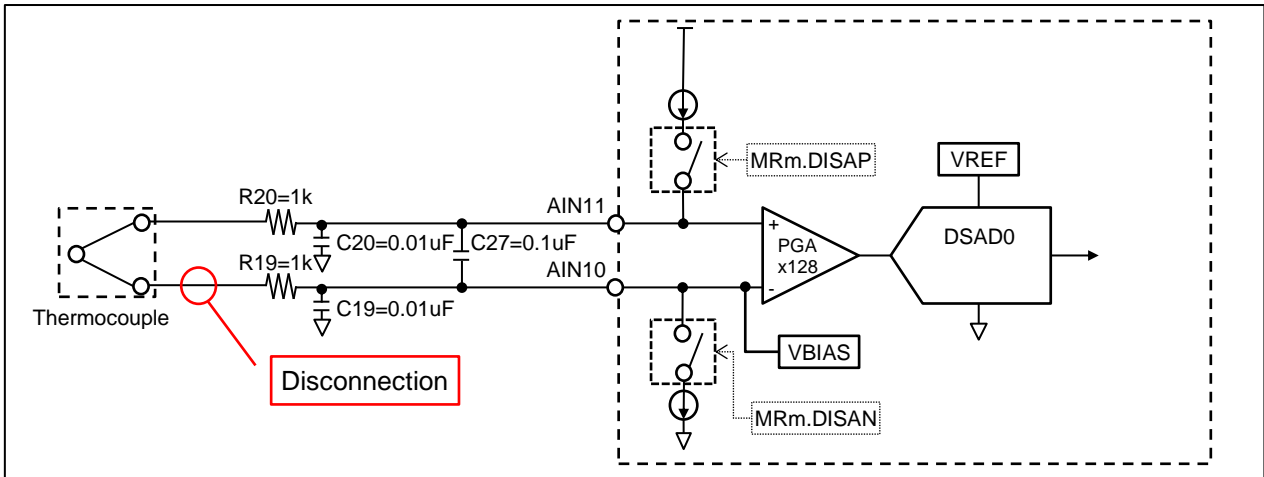 MRm.DISAP
VREF
R20=1k
AIN11
C20=0.01uF
C27=0.1uF
+
PGA
x128
-
DSAD0
R19=1k
AIN10
C19=0.01uF
Thermocouple
VBIAS
Disconnection
MRm.DISAN